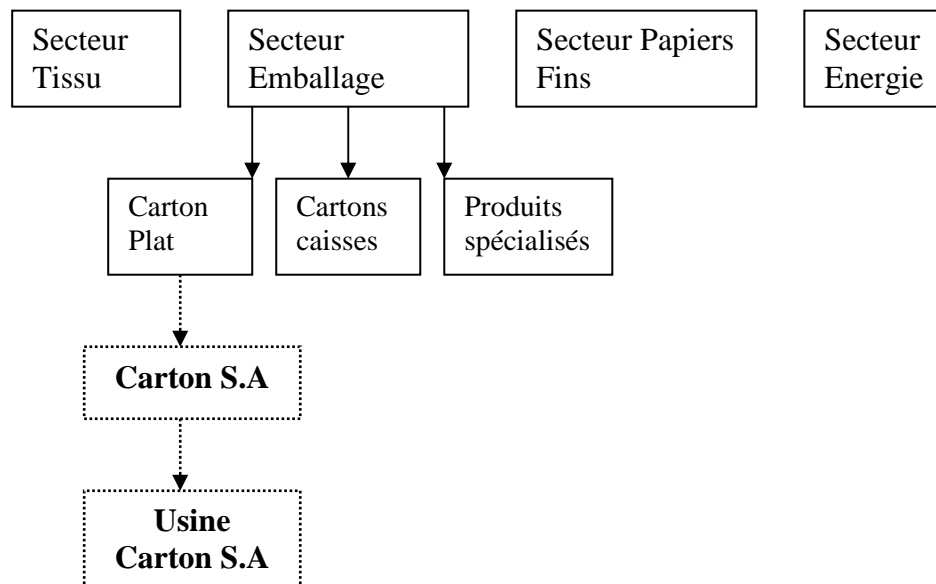 Secteur
Tissu
Secteur
Emballage
Secteur Papiers
Fins
Secteur
Energie
Carton
Plat
Cartons
caisses
Produits
spécialisés
Carton S.A
Usine
Carton S.A